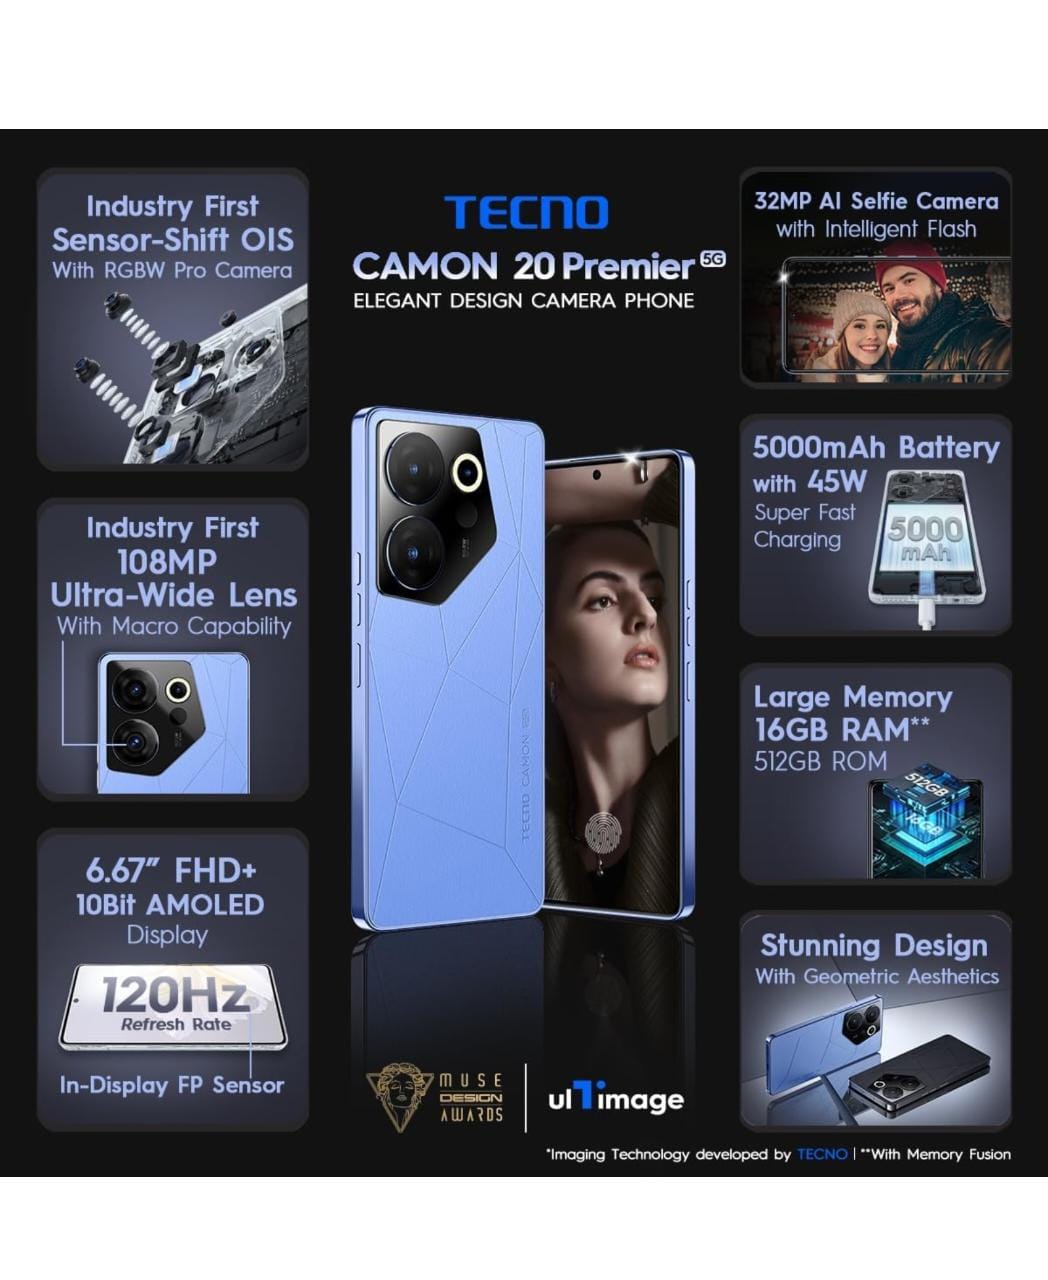 TECNO
CAMON 20 Premier 5G
ELEGANT DESIGN CAMERA PHONE
Industry First
Sensor-Shift OIS
With RGBW Pro Camera
Industry First
108MP
Ultra-Wide Lens
With Macro Capability
6.67” FHD+
10Bit AMOLED
Display
120Hz
Refresh Rate
In-Display FP Sensor
TECNO CAMON
32MP AI Selfie Camera
with Intelligent Flash
5000mAh Battery
with 45W
Super Fast
Charging
5000
mAh
Large Memory
16GB RAM**
512GB ROM
512GB
16GB
Stunning Design
With Geometric Aesthetics
MUSE
DESIGN
AWARDS
ul1image
*Imaging Technology developed by TECNO | **With Memory Fusion